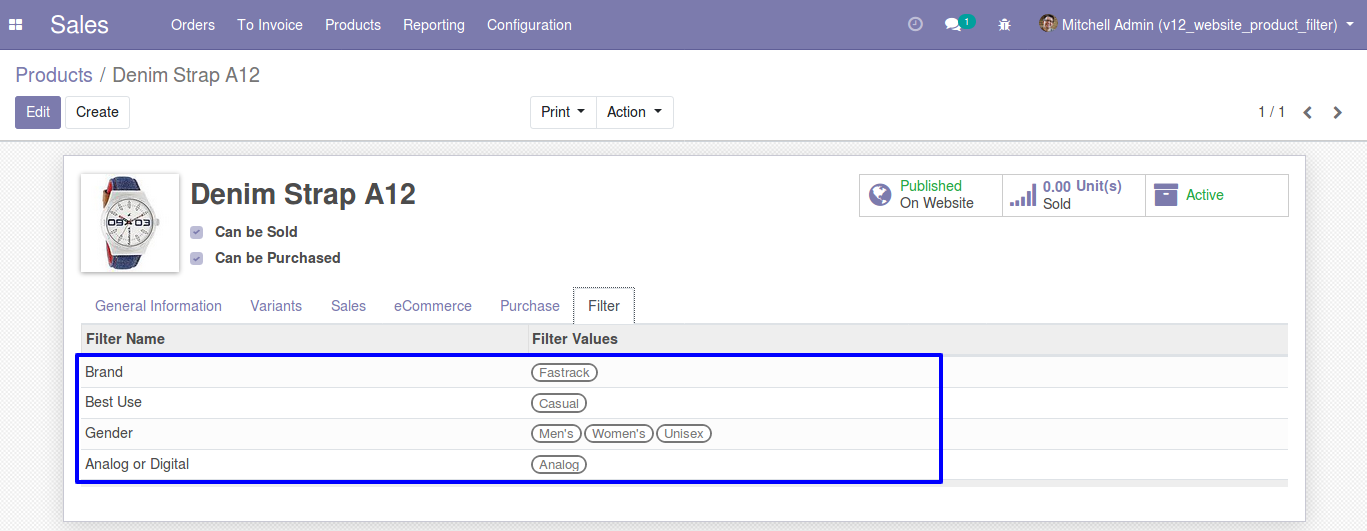 Sales Orders To Invoice Products Reporting Configuration 1 Mitchell Admin (v12_website_product_filter)
Products / Denim Strap A12
Edit Create Print Action 1 / 1
Denim Strap A12
Published
On Website
0.00 Unit(s)
Sold
Active
Can be Sold
Can be Purchased
09 03
General Information Variants Sales eCommerce Purchase Filter
Filter Name Filter Values
Brand Fastrack
Best Use Casual
Gender Men's Women's Unisex
Analog or Digital Analog